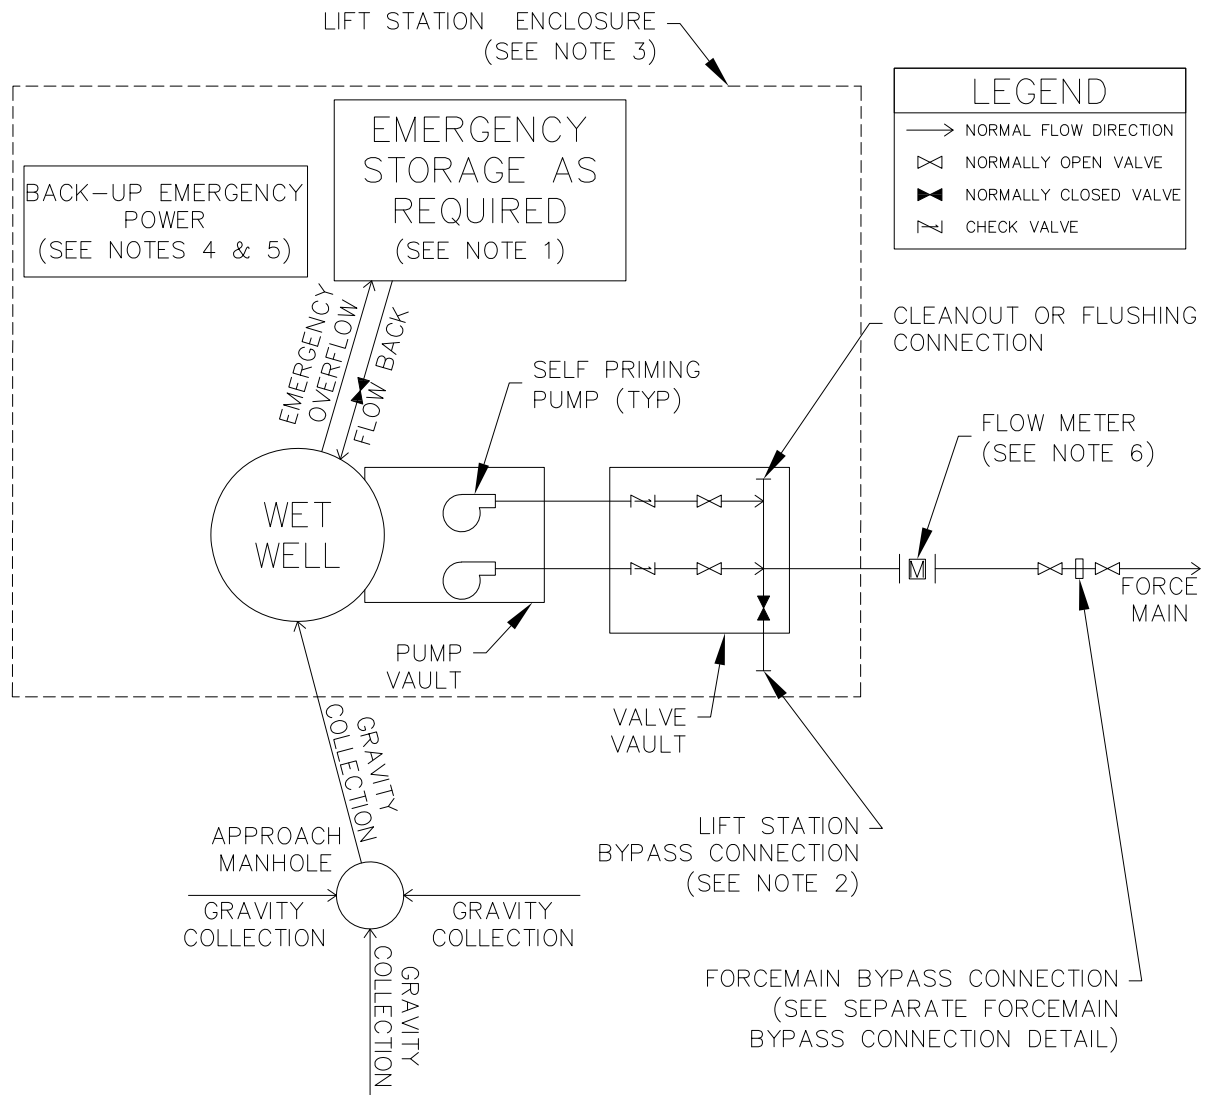 LIFT STATION ENCLOSURE
(SEE NOTE 3)
LEGEND
NORMAL FLOW DIRECTION
NORMALLY OPEN VALVE
NORMALLY CLOSED VALVE
CHECK VALVE
EMERGENCY
STORAGE AS
REQUIRED
(SEE NOTE 1)
BACK-UP EMERGENCY
POWER
(SEE NOTES 4 & 5)
EMERGENCY
OVERFLOW
FLOW BACK
CLEANOUT OR FLUSHING
CONNECTION
SELF PRIMING
PUMP (TYP)
FLOW METER
(SEE NOTE 6)
WET
WELL
M
FORCE
MAIN
PUMP
VAULT
VALVE
VAULT
GRAVITY
COLLECTION
LIFT STATION
BYPASS CONNECTION
(SEE NOTE 2)
APPROACH
MANHOLE
GRAVITY
COLLECTION
GRAVITY
COLLECTION
GRAVITY
COLLECTION
FORCEMAIN BYPASS CONNECTION
(SEE SEPARATE FORCEMAIN
BYPASS CONNECTION DETAIL)